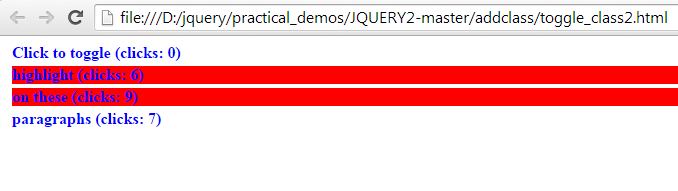 file:///D:/jquery/practical_demos/JQUERY2-master/addclass/toggle_class2.html
Click to toggle (clicks: 0)
highlight (clicks: 6)
on these (clicks: 9)
paragraphs (clicks: 7)